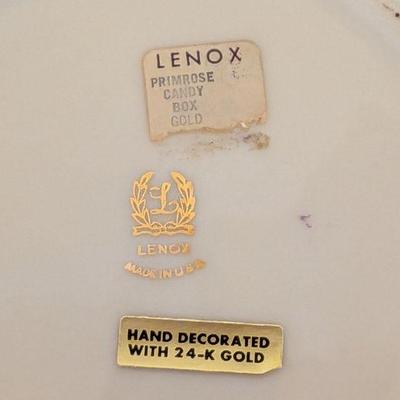 LENOX
PRIMROSE
CANDY
BOX
GOLD
L
LENOX
MADE IN U.S.A
HAND DECORATED
WITH 24-K GOLD